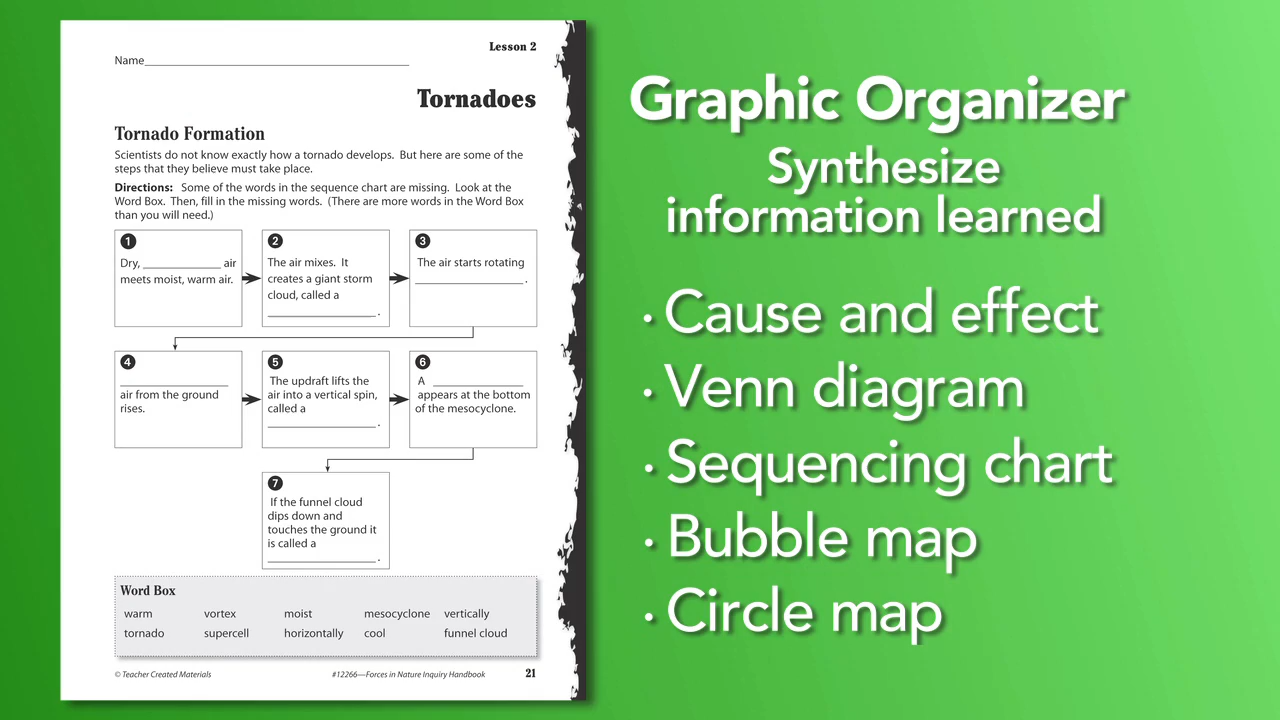 Lesson 2
Name
Tornadoes
Tornado Formation
Scientists do not know exactly how a tornado develops. But here are some of the
steps that they believe must take place.
Directions: Some of the words in the sequence chart are missing. Look at the
Word Box. Then, fill in the missing words. (There are more words in the Word Box
than you will need.)
1
Dry, ____________ air
meets moist, warm air.
2
The air mixes. It
creates a giant storm
cloud, called a
____________ .
3
The air starts rotating
____________ .
4
____________
air from the ground
rises.
5
The updraft lifts the
air into a vertical spin,
called a
____________ .
6
A ____________
appears at the bottom
of the mesocyclone.
7
If the funnel cloud
dips down and
touches the ground it
is called a
____________ .
Word Box
warm vortex moist mesocyclone vertically
tornado supercell horizontally cool funnel cloud
© Teacher Created Materials #12266—Forces in Nature Inquiry Handbook 21
Graphic Organizer
Synthesize
information learned
· Cause and effect
· Venn diagram
· Sequencing chart
· Bubble map
· Circle map